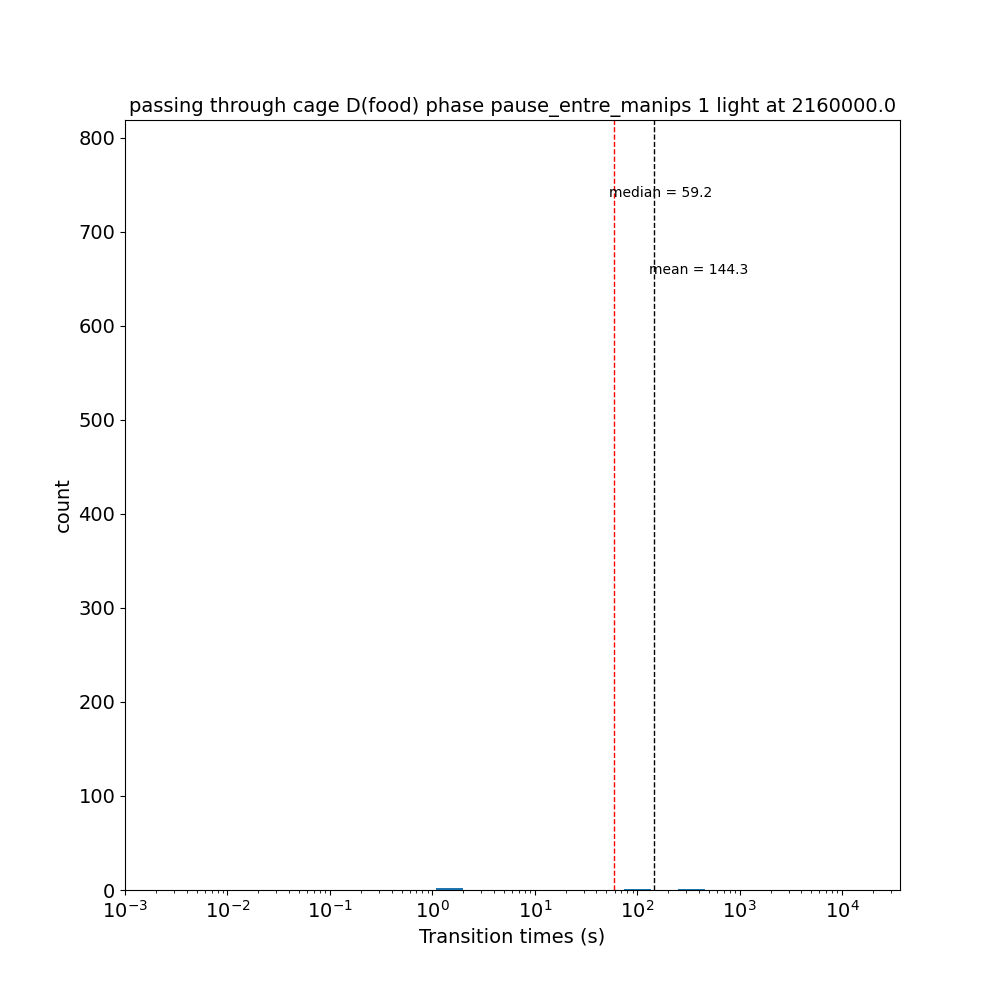 passing through cage D(food) phase pause_entre_manips 1 light at 2160000.0
800
median = 59.2
700
mean = 144.3
600
500
count
400
300
200
100
0
10⁻³ 10⁻² 10⁻¹ 10⁰ 10¹ 10² 10³ 10⁴
Transition times (s)